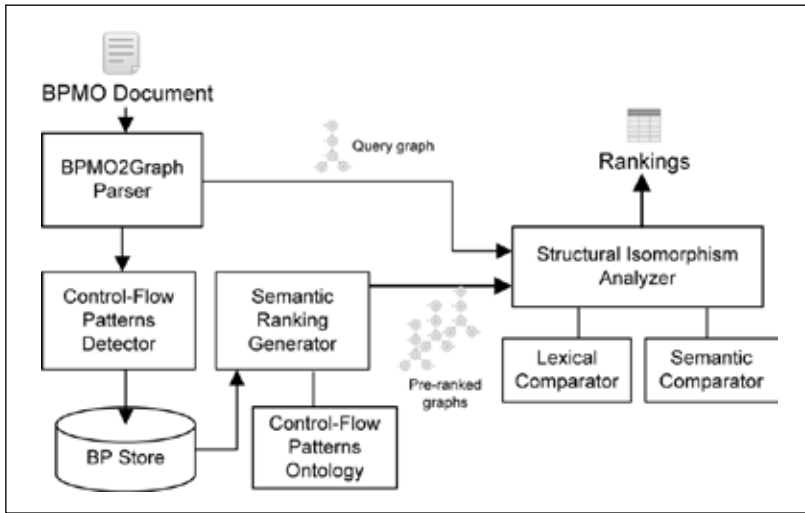 BPMO Document
BPMO2Graph
Parser
Query graph
Rankings
Structural Isomorphism
Analyzer
Control-Flow
Patterns
Detector
Semantic
Ranking
Generator
Pre-ranked
graphs
Lexical
Comparator
Semantic
Comparator
BP Store
Control-Flow
Patterns
Ontology